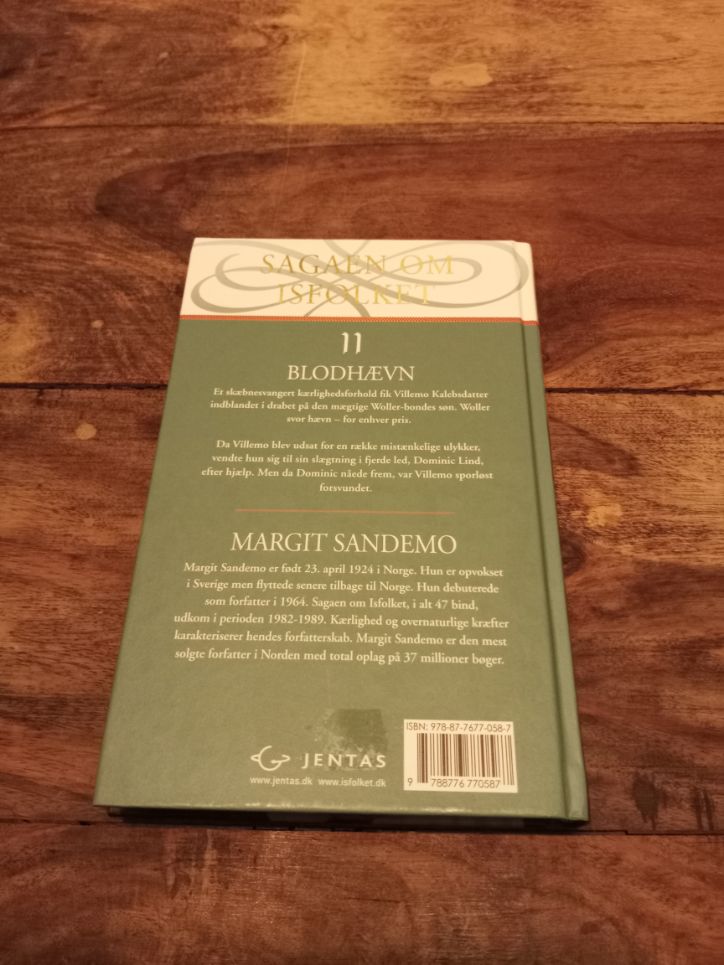 SAGAEN OM
ISFOLKET
11
BLODHÆVN
Et skæbnesvangert kærlighedsforhold fik Villemo Kalebsdatter
indblandet i drabet på den mægtige Woller-bondes søn. Woller
svor hævn – for enhver pris.
Da Villemo blev udsat for en række mistænkelige ulykker,
vendte hun sig til sin slægtning i fjerde led, Dominic Lind,
efter hjælp. Men da Dominic nåede frem, var Villemo sporløst
forsvundet.
MARGIT SANDEMO
Margit Sandemo er født 23. april 1924 i Norge. Hun er opvokset
i Sverige men flyttede senere tilbage til Norge. Hun debuterede
som forfatter i 1964. Sagaen om Isfolket, i alt 47 bind,
udkom i perioden 1982-1989. Kærlighed og overnaturlige kræfter
karakteriserer hendes forfatterskab. Margit Sandemo er den mest
solgte forfatter i Norden med total oplag på 37 millioner bøger.
JENTAS
www.jentas.dk www.isfolket.dk
ISBN: 978-87-7677-058-7
9 788776 770587